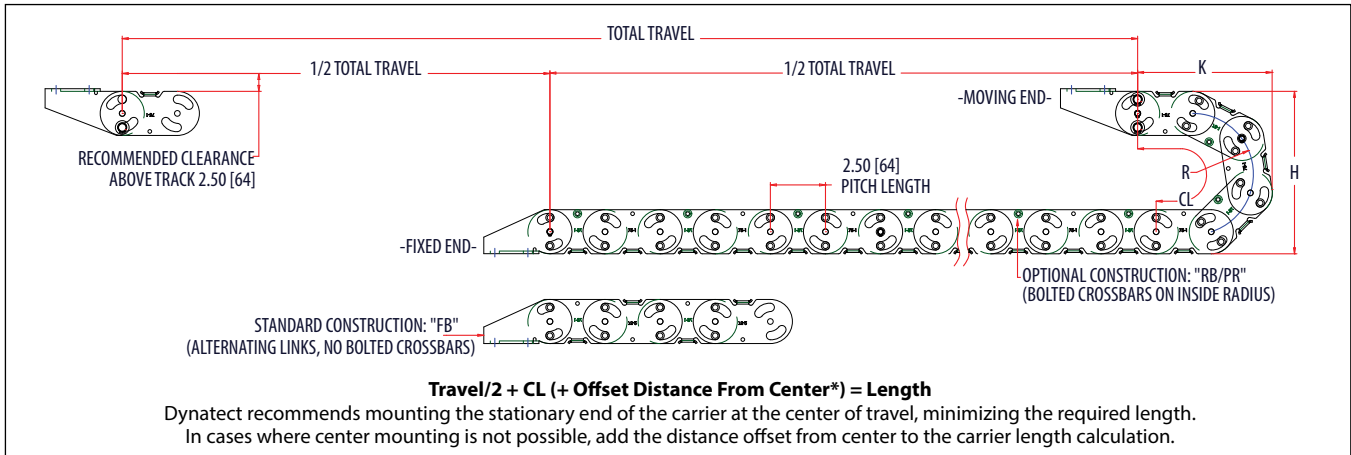 TOTAL TRAVEL
1/2 TOTAL TRAVEL
1/2 TOTAL TRAVEL
K
-MOVING END-
RECOMMENDED CLEARANCE
ABOVE TRACK 2.50 [64]
2.50 [64]
PITCH LENGTH
R
H
CL
-FIXED END-
OPTIONAL CONSTRUCTION: "RB/PR"
(BOLTED CROSSBARS ON INSIDE RADIUS)
STANDARD CONSTRUCTION: "FB"
(ALTERNATING LINKS, NO BOLTED CROSSBARS)
Travel/2 + CL (+ Offset Distance From Center*) = Length
Dynatect recommends mounting the stationary end of the carrier at the center of travel, minimizing the required length.
In cases where center mounting is not possible, add the distance offset from center to the carrier length calculation.